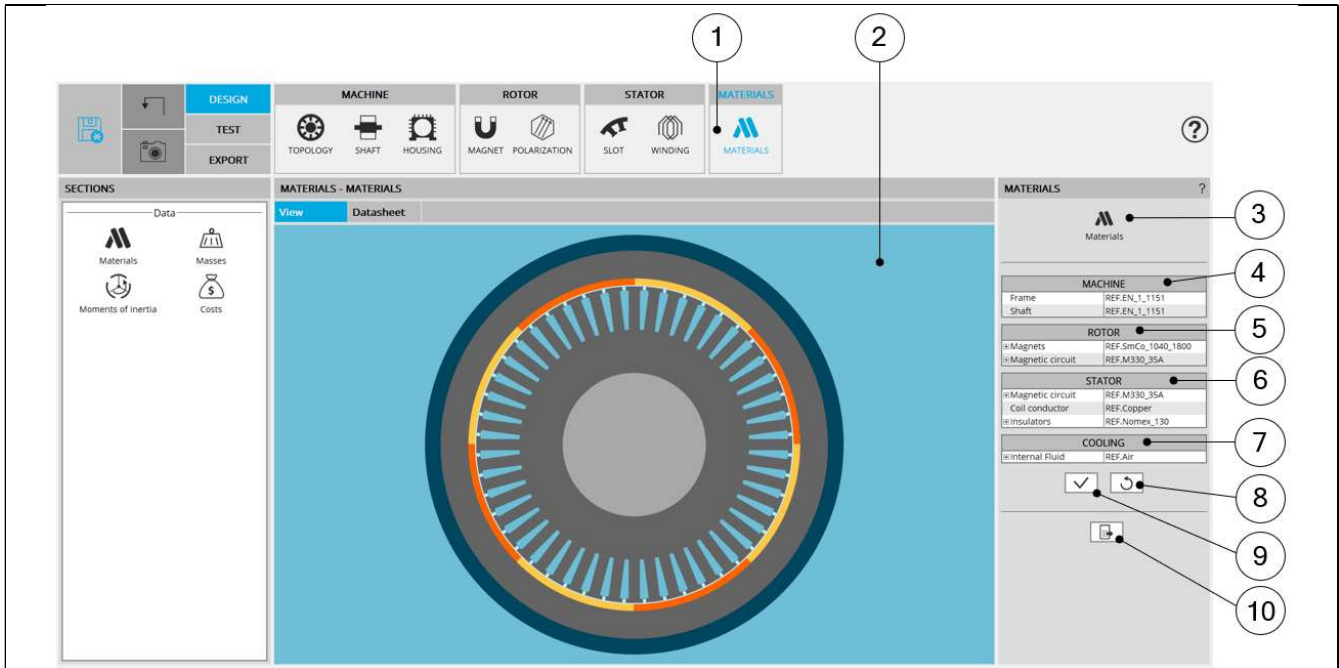 1 2
DESIGN MACHINE ROTOR STATOR MATERIALS
TEST
TOPOLOGY SHAFT HOUSING MAGNET POLARIZATION SLOT WINDING MATERIALS
EXPORT
?
SECTIONS
Data
Materials Masses
Moments of inertia Costs
$
MATERIALS - MATERIALS
View Datasheet
MATERIALS ?
Materials
3
MACHINE
4
Frame REF.EN_1_1151
Shaft REF.EN_1_1151
ROTOR
5
Magnets REF.SmCo_1040_1800
Magnetic circuit REF.M330_35A
STATOR
6
Magnetic circuit REF.M330_35A
Coil conductor REF.Copper
Insulators REF.Nomex_130
COOLING
7
Internal Fluid REF.Air
8
9
10